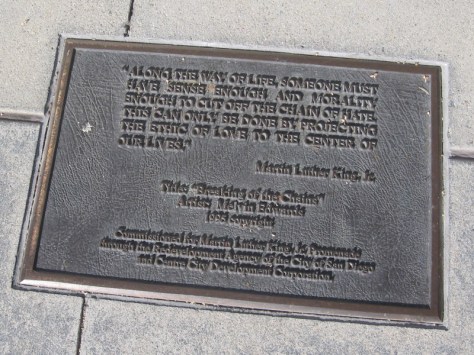 "ALONG THE WAY OF LIFE, SOMEONE MUST
HAVE SENSE ENOUGH AND MORALITY
ENOUGH TO CUT OFF THE CHAIN OF HATE.
THIS CAN ONLY BE DONE BY PROJECTING
THE ETHIC OF LOVE TO THE CENTER OF
OUR LIVES."
Martin Luther King, Jr.
Title: "Breaking of the Chains"
Artist: Melvin Edwards
1995 copyright
Commissioned by Martin Luther King, Jr. Promenade
through the Redevelopment Agency of the City of San Diego
and Centre City Development Corporation